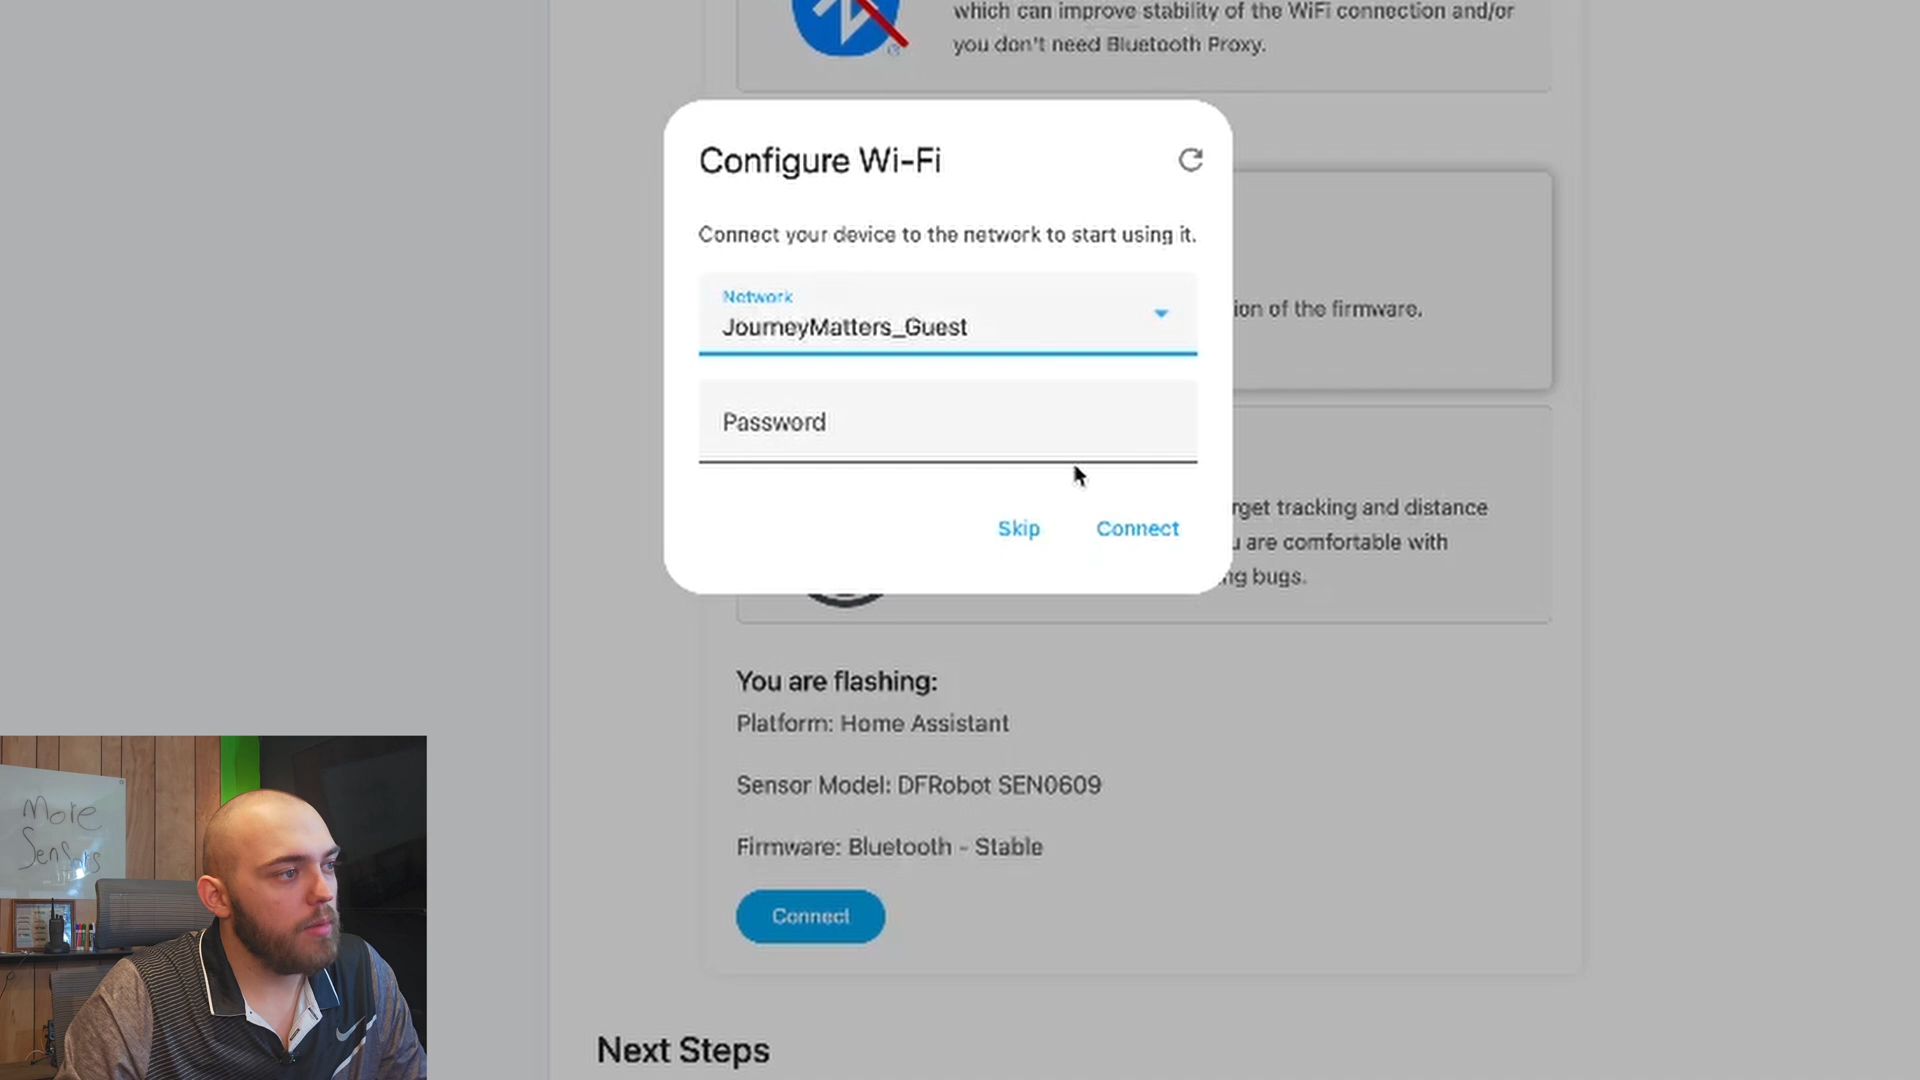 which can improve stability of the WiFi connection and/or
you don't need Bluetooth Proxy.
Configure Wi-Fi
Connect your device to the network to start using it.
Network
JourneyMatters_Guest
ion of the firmware.
Password
rget tracking and distance
Skip
Connect
u are comfortable with
ng bugs.
You are flashing:
Platform: Home Assistant
Sensor Model: DFRobot SEN0609
Firmware: Bluetooth - Stable
Connect
Next Steps
More
Sensors